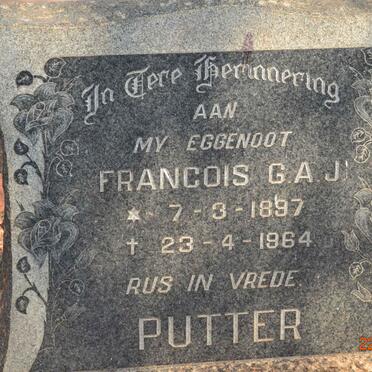 In Tere Herinnering
AAN
MY EGGENOOT
FRANCOIS G.A.J.
* 7-3-1897
† 23-4-1964
RUS IN VREDE
PUTTER